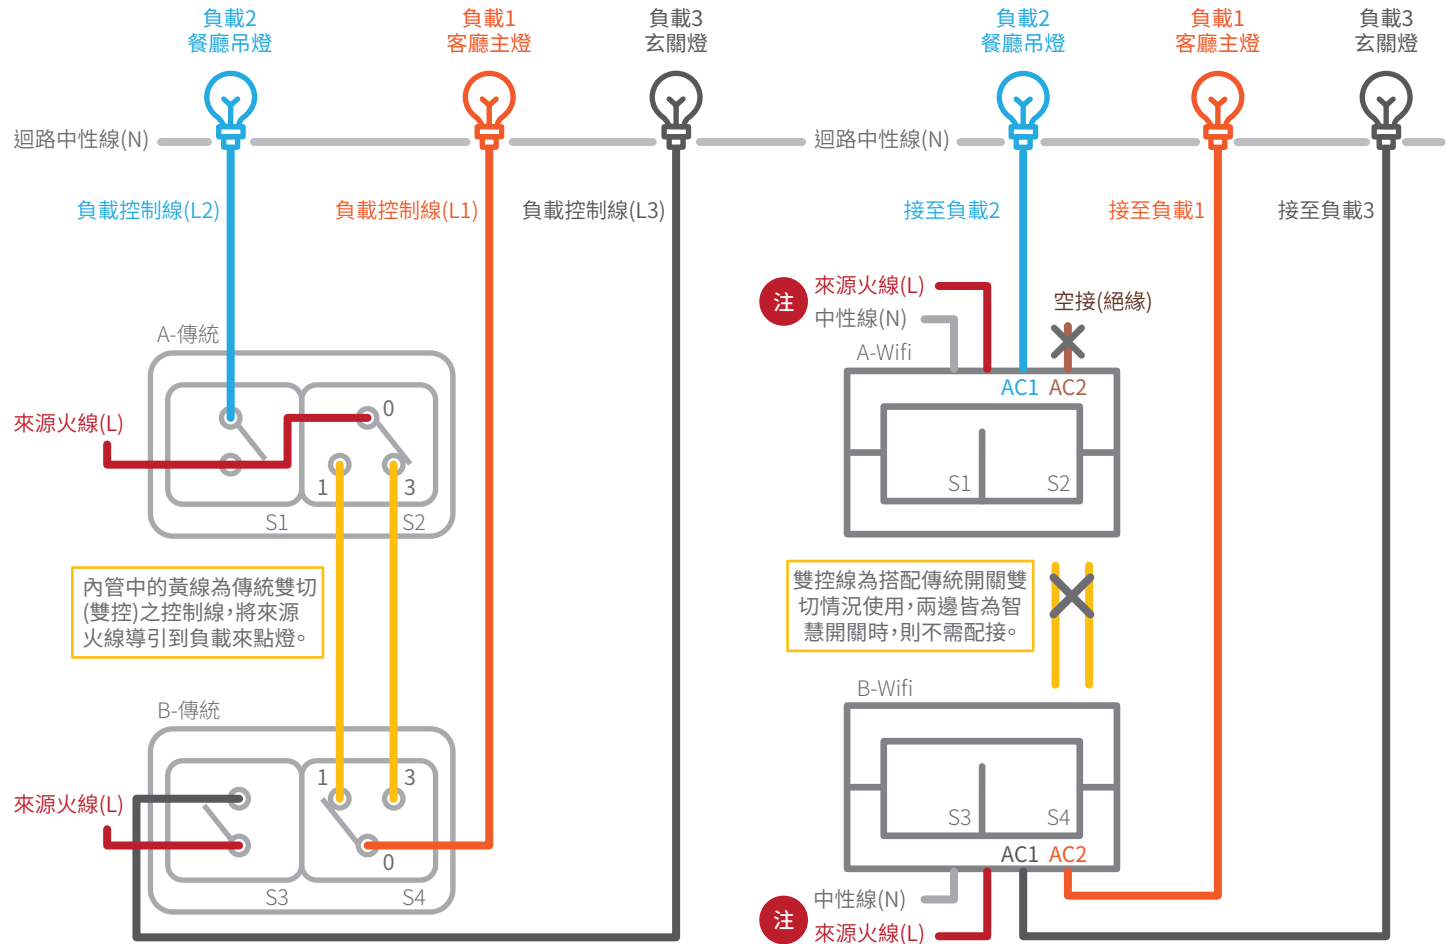 負載2
餐廳吊燈
負載1
客廳主燈
負載3
玄關燈
迴路中性線(N)
負載控制線(L2)
負載控制線(L1)
負載控制線(L3)
A-傳統
來源火線(L)
0
1
3
S1
S2
內管中的黃線為傳統雙切
(雙控)之控制線,將來源
火線導引到負載來點燈。
B-傳統
來源火線(L)
1
3
0
S3
S4
負載2
餐廳吊燈
負載1
客廳主燈
負載3
玄關燈
迴路中性線(N)
接至負載2
接至負載1
接至負載3
注
來源火線(L)
中性線(N)
空接(絕緣)
A-Wifi
AC1
AC2
S1
S2
雙控線為搭配傳統開關雙
切情況使用,兩邊皆為智
慧開關時,則不需配接。
B-Wifi
S3
S4
AC1
AC2
注
中性線(N)
來源火線(L)